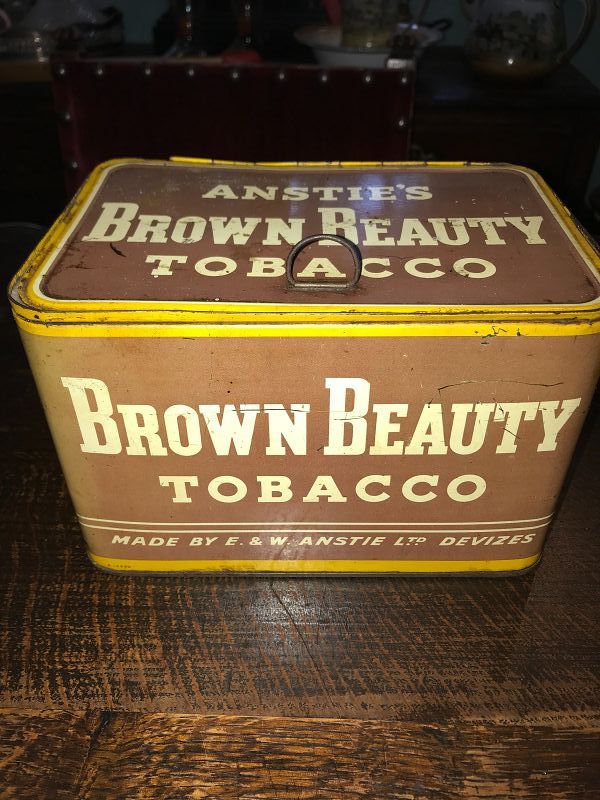 ANSTIE'S
BROWN BEAUTY
TOBACCO
BROWN BEAUTY
TOBACCO
MADE BY E. & W. ANSTIE LTD DEVIZES